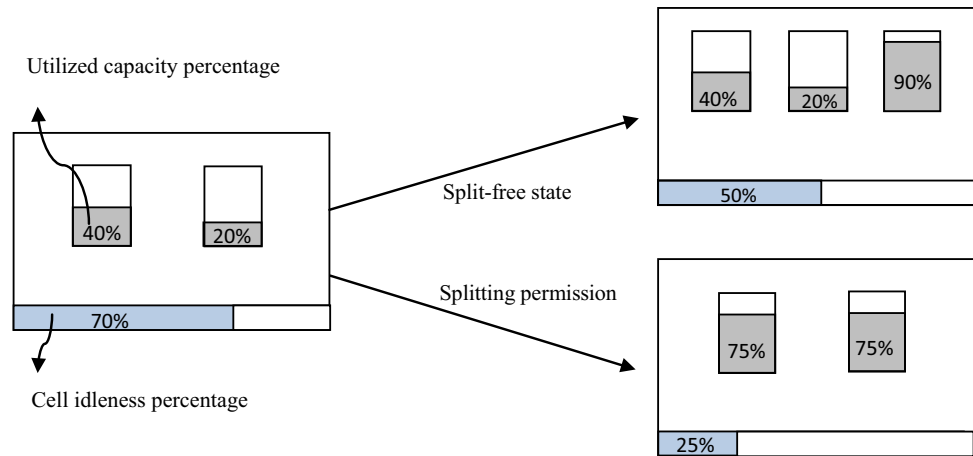 Utilized capacity percentage
40%
20%
70%
Cell idleness percentage
Split-free state
Splitting permission
40%
20%
90%
50%
75%
75%
25%